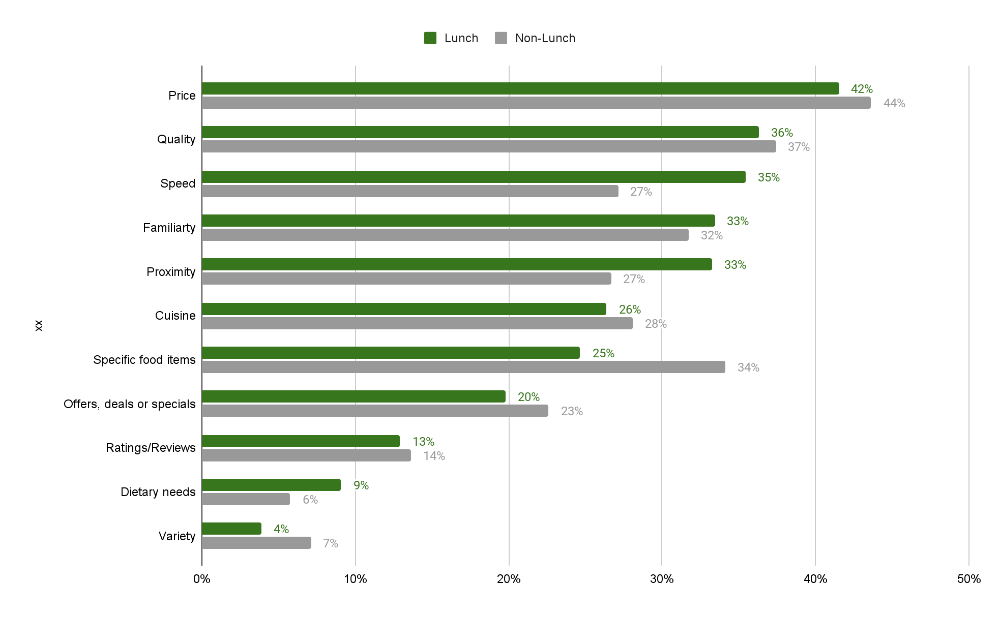 Lunch Non-Lunch
Price 42%
44%
Quality 36%
37%
Speed 35%
27%
Familiarty 33%
32%
Proximity 33%
27%
Cuisine 26%
28%
xx
Specific food items 25%
34%
Offers, deals or specials 20%
23%
Ratings/Reviews 13%
14%
Dietary needs 9%
6%
Variety 4%
7%
0% 10% 20% 30% 40% 50%